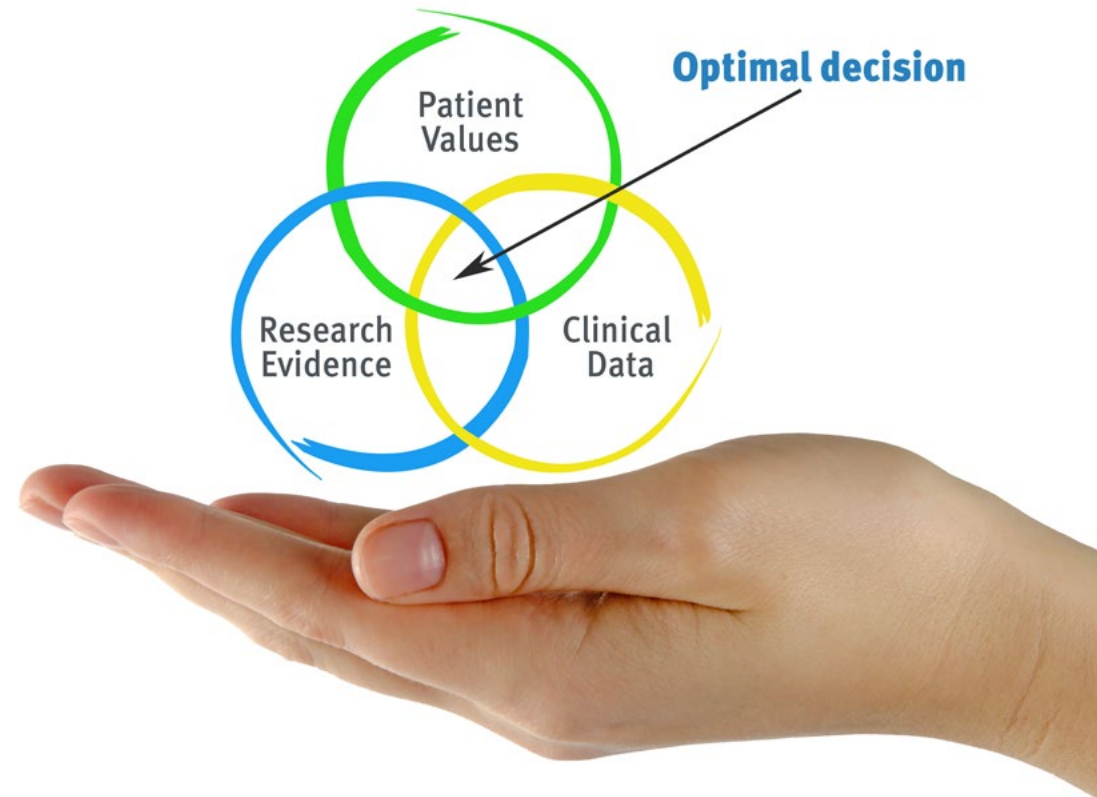 Optimal decision
Patient
Values
Research
Evidence
Clinical
Data